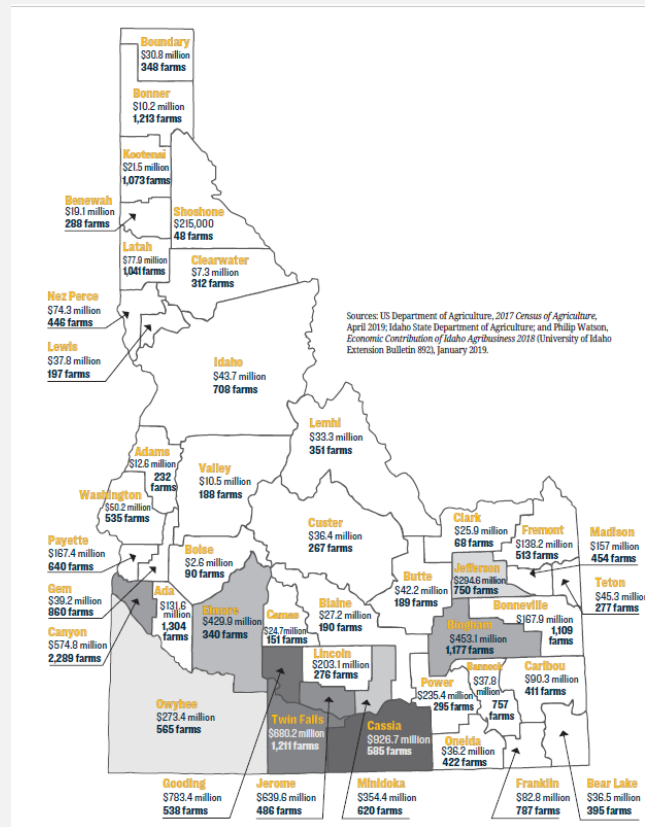 Boundary
$30.8 million
348 farms
Bonner
$10.2 million
1,213 farms
Kootenai
$21.5 million
1,073 farms
Benewah
$19.1 million
288 farms
Shoshone
$215,000
48 farms
Latah
$77.9 million
1,041 farms
Clearwater
$7.3 million
312 farms
Nez Perce
$74.3 million
446 farms
Lewis
$37.8 million
197 farms
Sources: US Department of Agriculture, 2017 Census of Agriculture,
April 2019; Idaho State Department of Agriculture; and Philip Watson,
Economic Contribution of Idaho Agribusiness 2018 (University of Idaho
Extension Bulletin 892), January 2019.
Idaho
$43.7 million
708 farms
Lemhi
$33.3 million
351 farms
Adams
$12.6 million
232
farms
Valley
$10.5 million
188 farms
Washington
$50.2 million
535 farms
Custer
$36.4 million
267 farms
Clark
$25.9 million
68 farms
Fremont
$138.2 million
513 farms
Madison
$157 million
454 farms
Payette
$167.4 million
640 farms
Boise
$2.6 million
90 farms
Butte
$42.2 million
189 farms
Jefferson
$294.6 million
750 farms
Teton
$45.3 million
277 farms
Gem
$39.2 million
860 farms
Ada
$131.6
million
1,304
farms
Elmore
$429.9 million
340 farms
Camas
$24.7 million
151 farms
Blaine
$27.2 million
190 farms
Bingham
$453.1 million
1,177 farms
Bonneville
$167.9 million
1,109
farms
Canyon
$574.8 million
2,289 farms
Lincoln
$203.1 million
276 farms
Power
$235.4 million
295 farms
Bannock
$37.8
million
757
farms
Caribou
$90.3 million
411 farms
Owyhee
$273.4 million
565 farms
Twin Falls
$680.2 million
1,211 farms
Cassia
$926.7 million
585 farms
Oneida
$36.2 million
422 farms
Gooding
$783.4 million
538 farms
Jerome
$639.6 million
486 farms
Minidoka
$354.4 million
620 farms
Franklin
$82.8 million
787 farms
Bear Lake
$36.5 million
395 farms